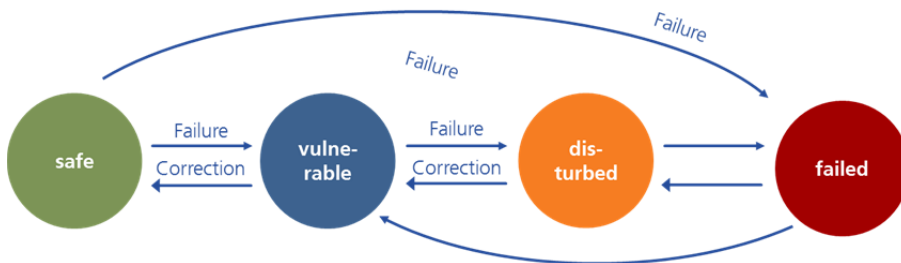 Failure
Failure
safe
Failure
Correction
vulne-
rable
Failure
Correction
dis-
turbed
failed